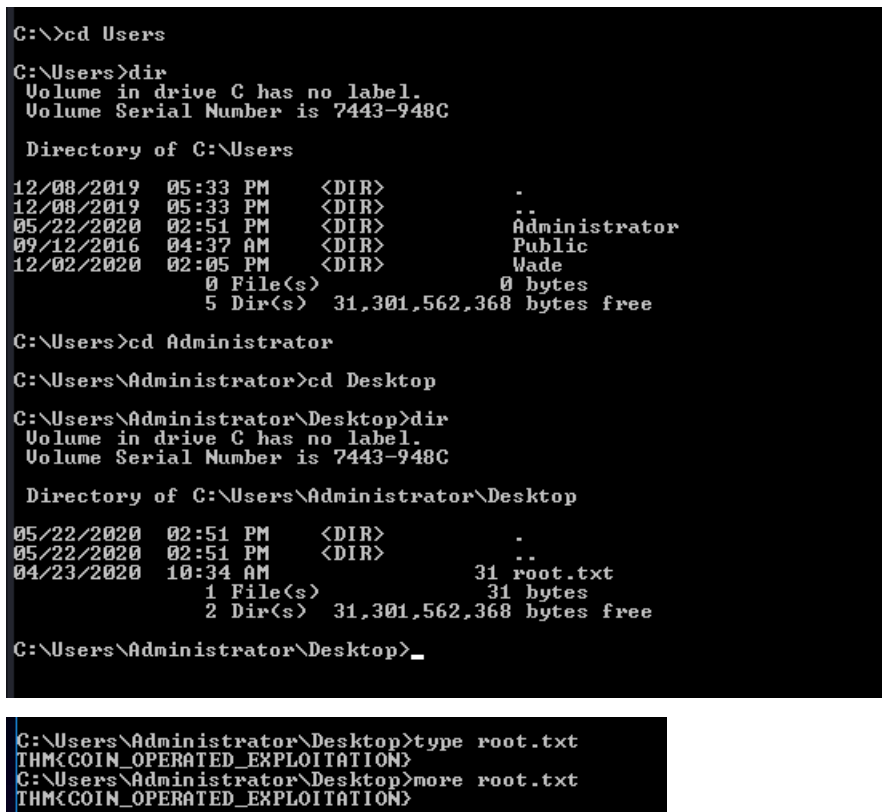 C:\>cd Users
C:\Users>dir
Volume in drive C has no label.
Volume Serial Number is 7443-948C
Directory of C:\Users
12/08/2019 05:33 PM <DIR> .
12/08/2019 05:33 PM <DIR> ..
05/22/2020 02:51 PM <DIR> Administrator
09/12/2016 04:37 AM <DIR> Public
12/02/2020 02:05 PM <DIR> Wade
0 File(s) 0 bytes
5 Dir(s) 31,301,562,368 bytes free
C:\Users>cd Administrator
C:\Users\Administrator>cd Desktop
C:\Users\Administrator\Desktop>dir
Volume in drive C has no label.
Volume Serial Number is 7443-948C
Directory of C:\Users\Administrator\Desktop
05/22/2020 02:51 PM <DIR> .
05/22/2020 02:51 PM <DIR> ..
04/23/2020 10:34 AM 31 root.txt
1 File(s) 31 bytes
2 Dir(s) 31,301,562,368 bytes free
C:\Users\Administrator\Desktop>_
C:\Users\Administrator\Desktop>type root.txt
THM{COIN_OPERATED_EXPLOITATION}
C:\Users\Administrator\Desktop>more root.txt
THM{COIN_OPERATED_EXPLOITATION}